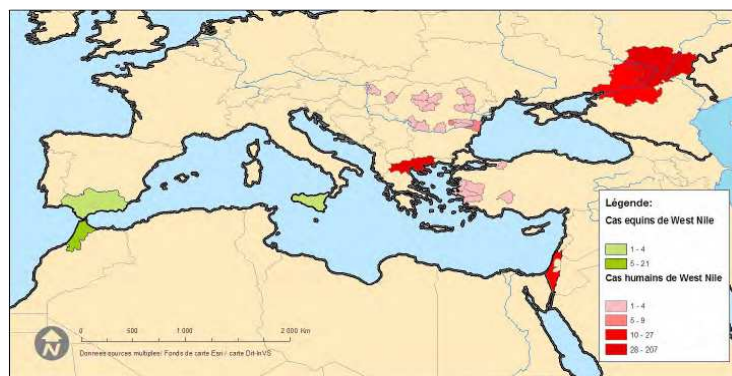 Légende:
Cas équins de West Nile
1 - 4
5 - 21
Cas humains de West Nile
1 - 4
5 - 9
10 - 27
28 - 207
0 500 1 000 2 000 Km
Donnees sources multiples: Fonds de carte Esri / carte Dit-InVS
N